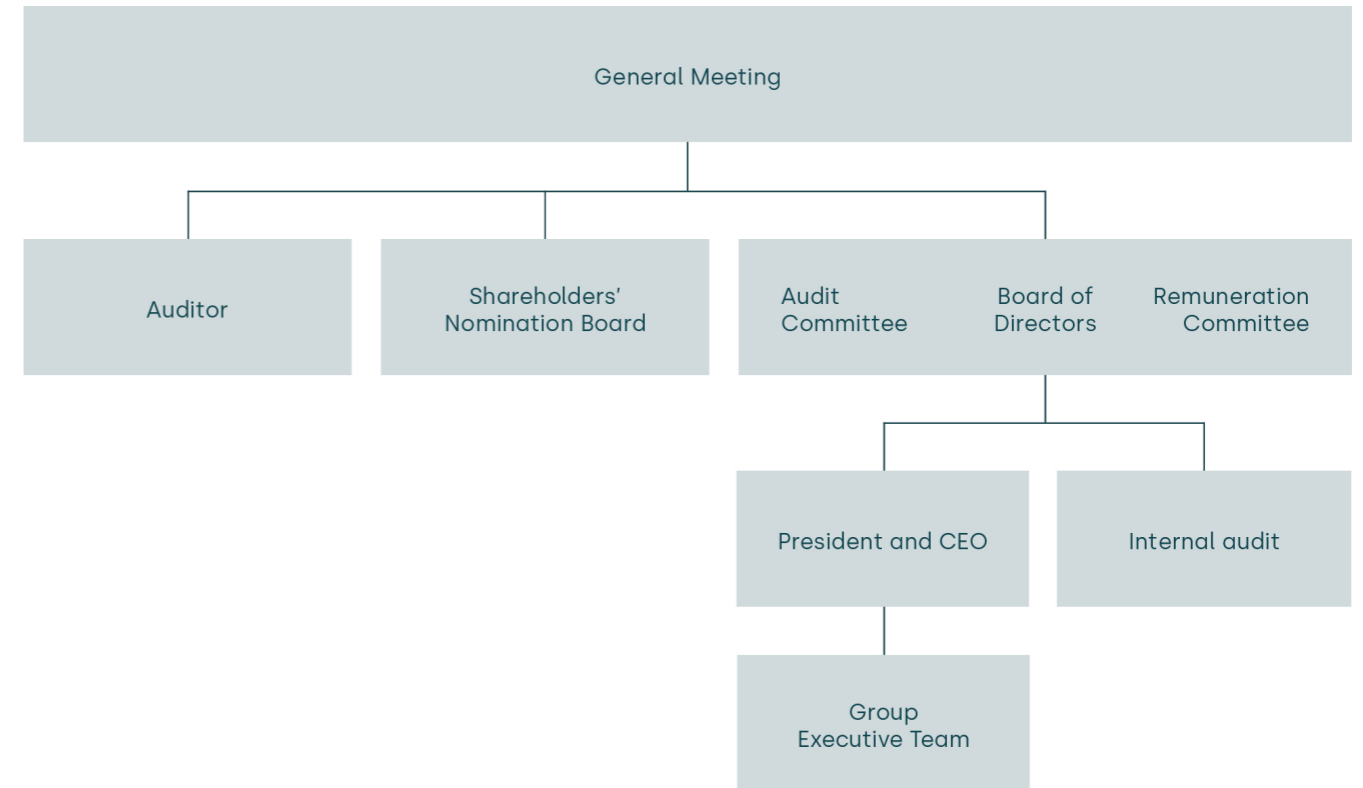 General Meeting
Auditor
Shareholders’
Nomination Board
Audit
Committee
Board of
Directors
Remuneration
Committee
President and CEO
Internal audit
Group
Executive Team